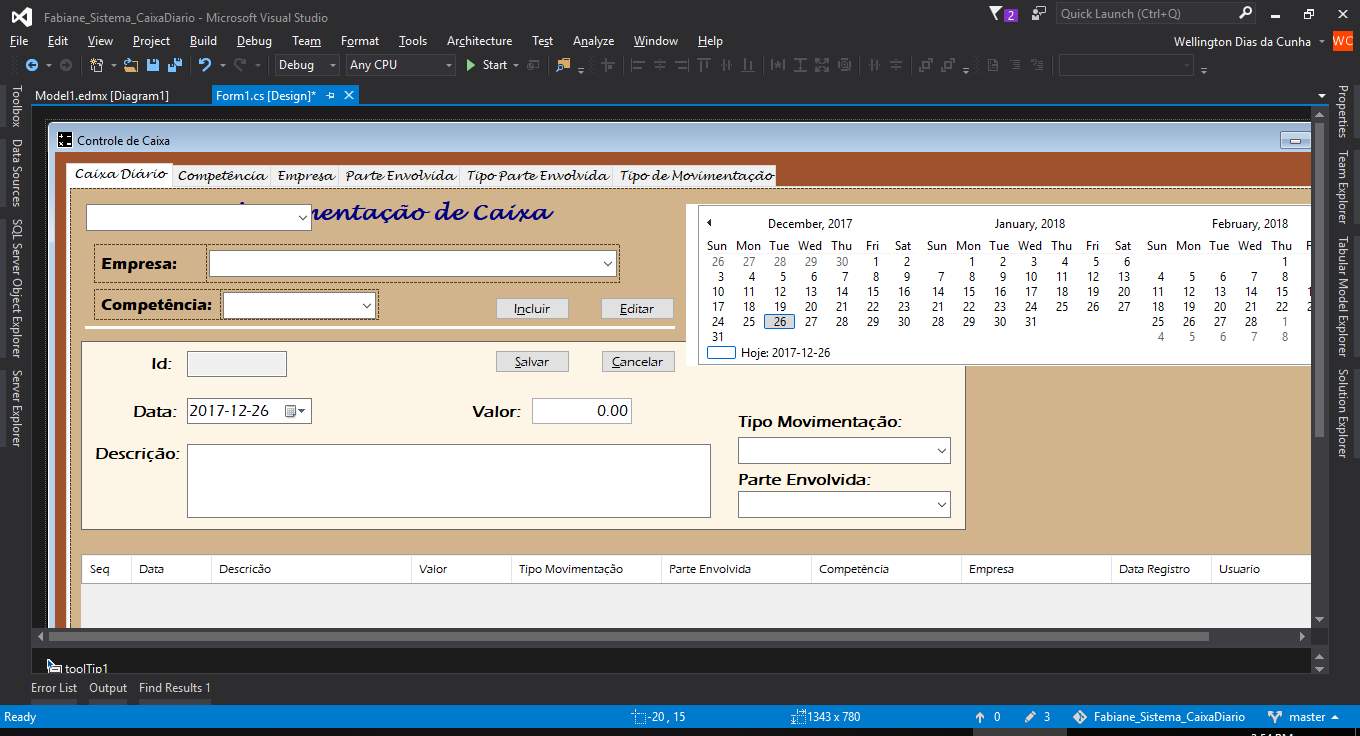 Fabiane_Sistema_CaixaDiario - Microsoft Visual Studio
2
Quick Launch (Ctrl+Q)
File Edit View Project Build Debug Team Format Tools Architecture Test Analyze Window Help
Wellington Dias da Cunha
WC
Debug Any CPU Start
Model1.edmx [Diagram1] Form1.cs [Design]*
Toolbox
Data Sources
SQL Server Object Explorer
Server Explorer
Controle de Caixa
Caixa Diário Competência Empresa Parte Envolvida Tipo Parte Envolvida Tipo de Movimentação
mentação de Caixa
Empresa:
Competência:
Incluir Editar
December, 2017 January, 2018 February, 2018
Sun Mon Tue Wed Thu Fri Sat Sun Mon Tue Wed Thu Fri Sat Sun Mon Tue Wed Thu
26 27 28 29 30 1 2 1 2 3 4 5 6 1
3 4 5 6 7 8 9 7 8 9 10 11 12 13 4 5 6 7 8
10 11 12 13 14 15 16 14 15 16 17 18 19 20 11 12 13 14 15
17 18 19 20 21 22 23 21 22 23 24 25 26 27 18 19 20 21 22
24 25 26 27 28 29 30 28 29 30 31 25 26 27 28 1
31 4 5 6 7 8
Hoje: 2017-12-26
Id:
Salvar Cancelar
Data: 2017-12-26
Valor: 0.00
Tipo Movimentação:
Descrição:
Parte Envolvida:
Seq Data Descricão Valor Tipo Movimentação Parte Envolvida Competência Empresa Data Registro Usuario
Properties
Team Explorer
Tabular Model Explorer
Solution Explorer
toolTip1
Error List Output Find Results 1
Ready -20 , 15 1343 x 780 0 3 Fabiane_Sistema_CaixaDiario master